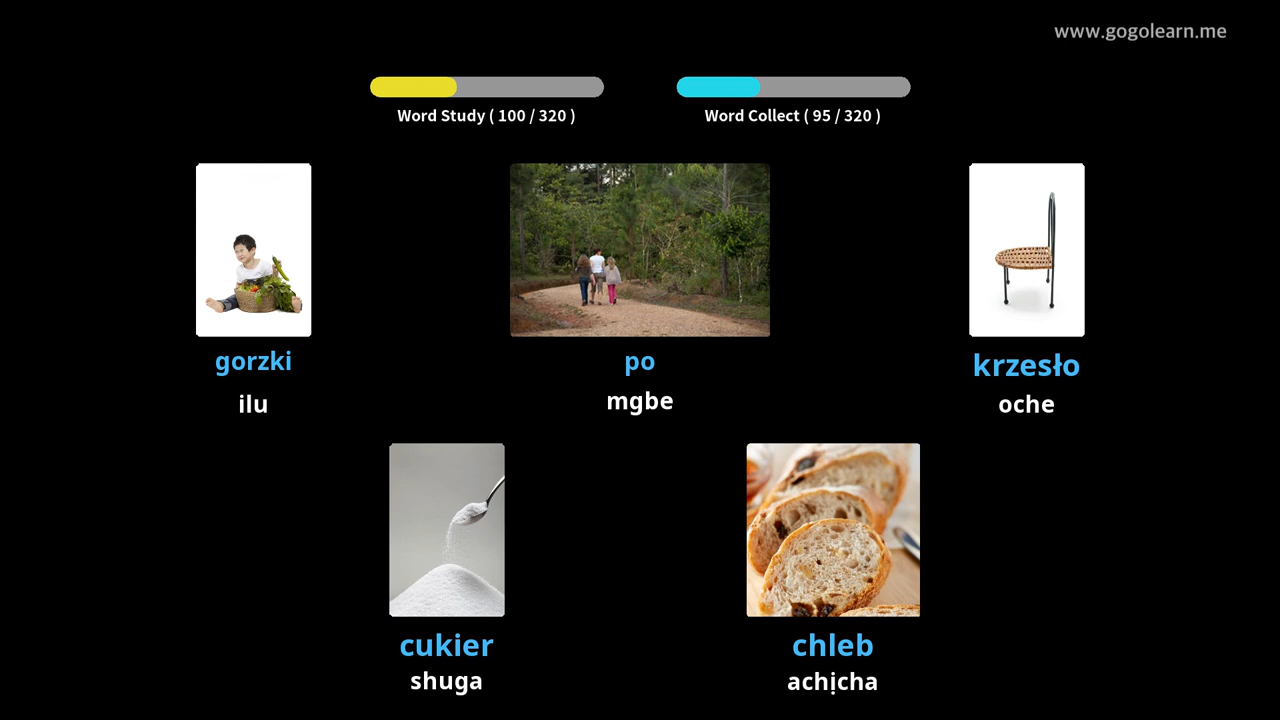 www.gogolearn.me
Word Study ( 100 / 320 )
Word Collect ( 95 / 320 )
gorzki
ilu
po
mgbe
krzesło
oche
cukier
shuga
chleb
achịcha